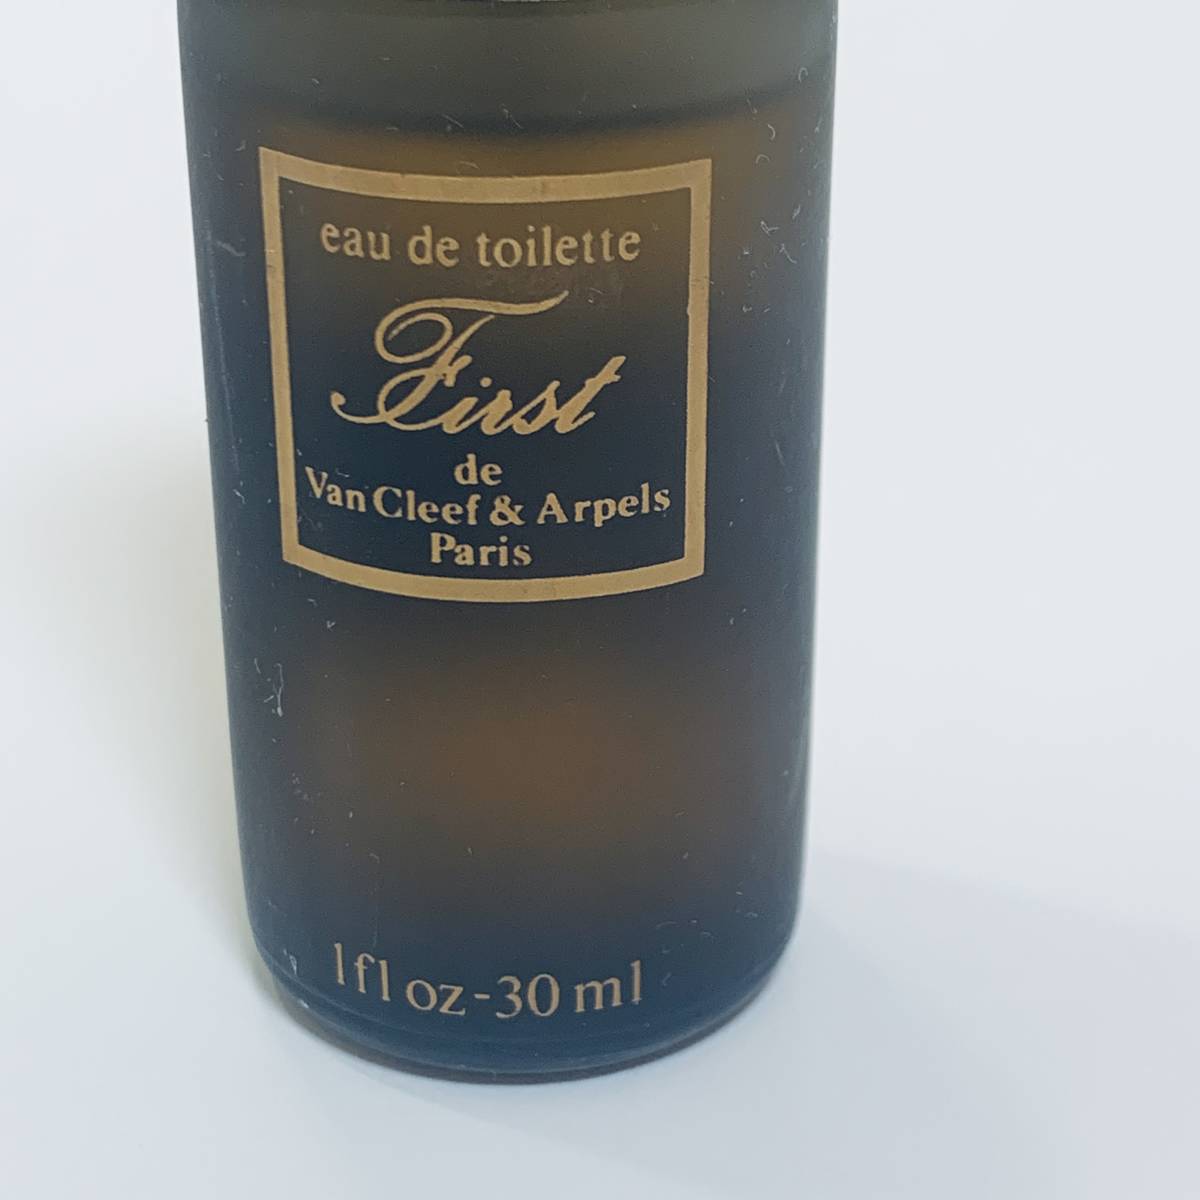 eau de toilette
First
de
Van Cleef & Arpels
Paris
1 fl oz - 30 ml